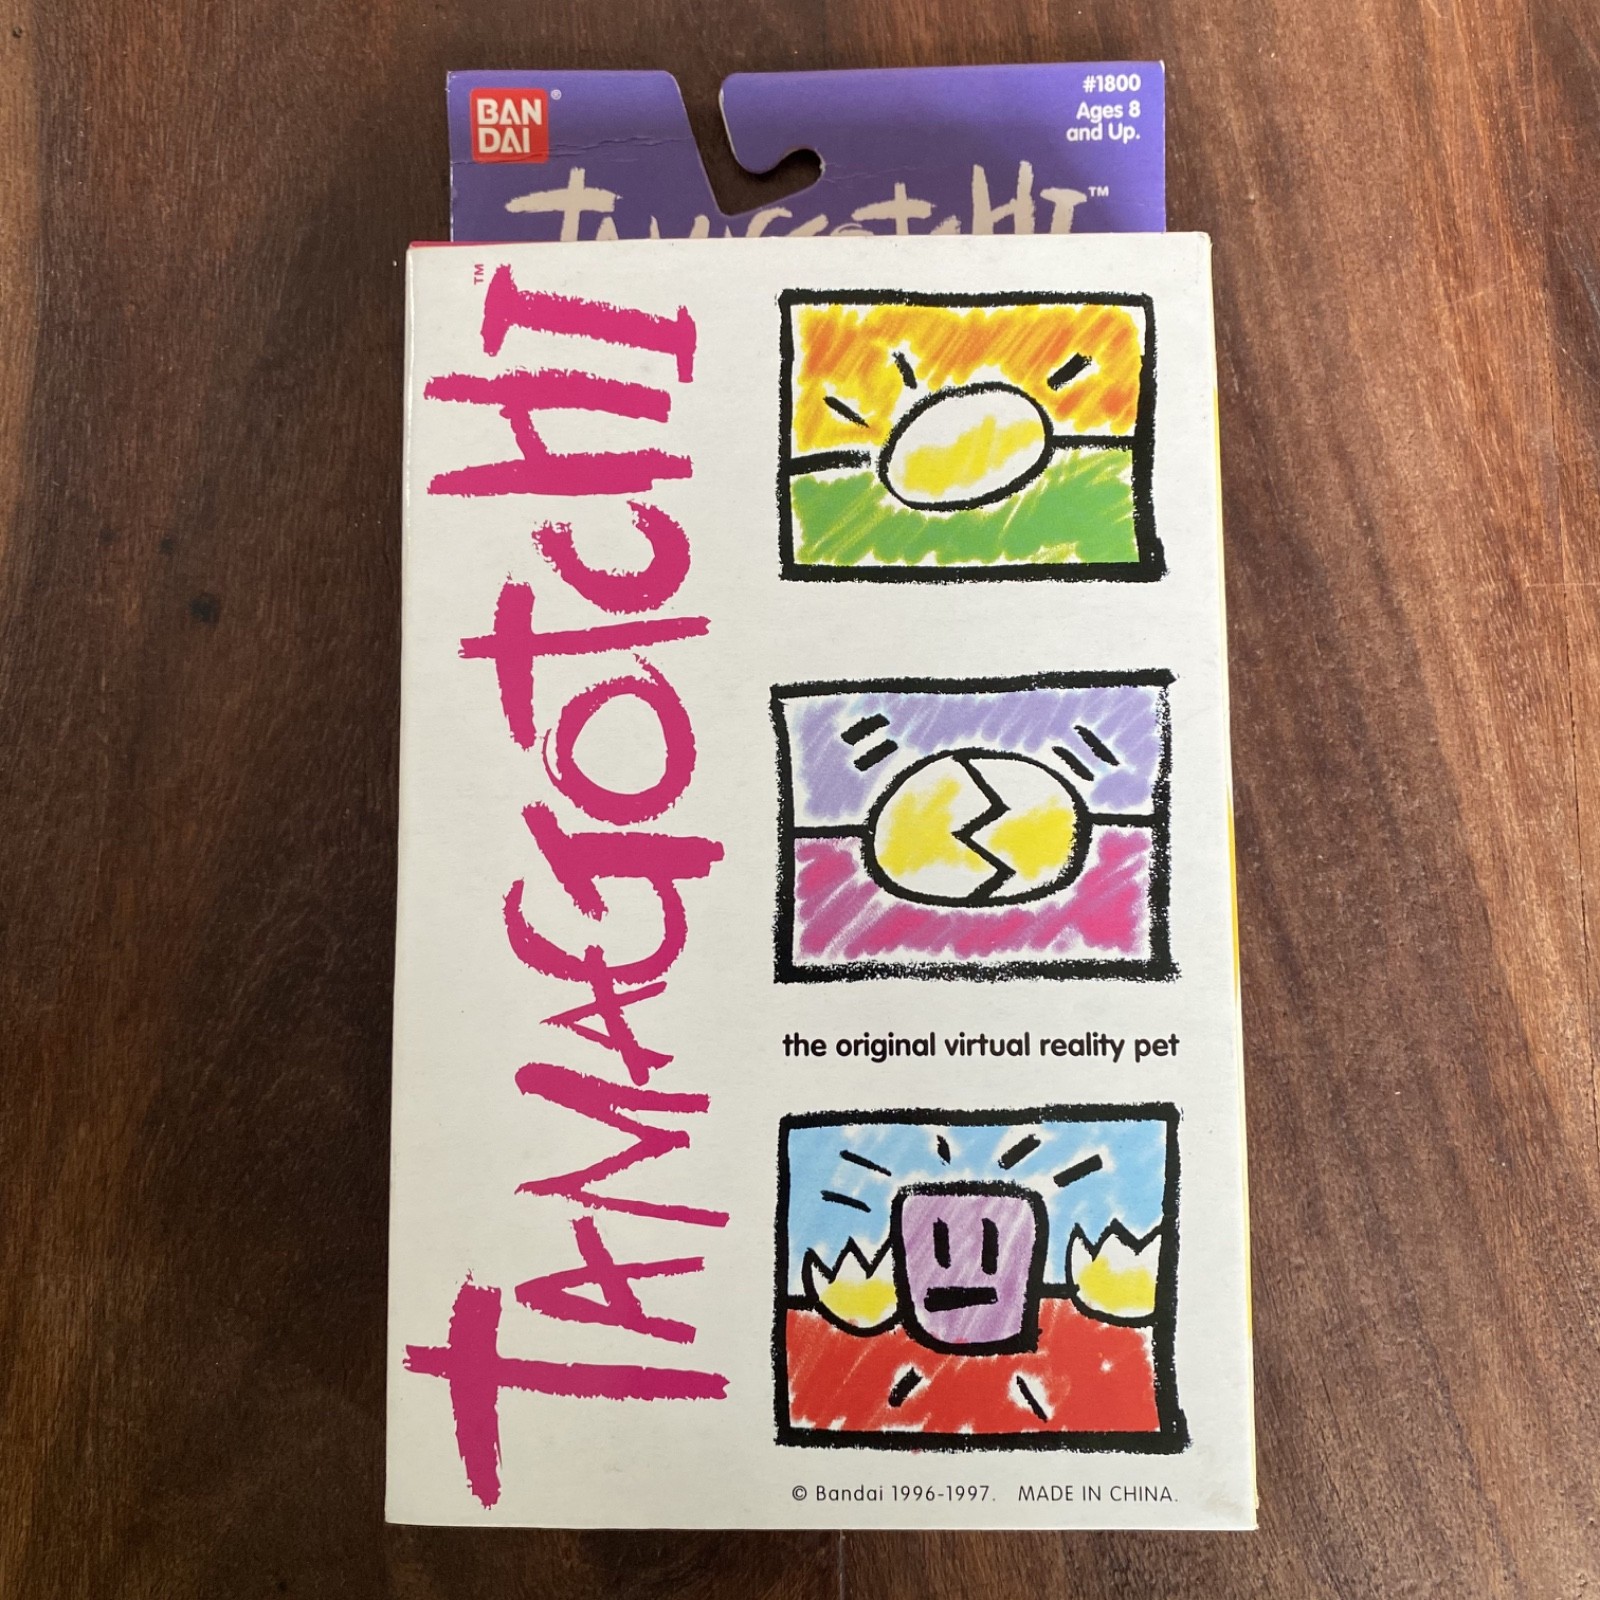 BAN
DAI
®
#1800
Ages 8
and Up.
TAMAGOTCHI™
TAMAGOTCHI™
the original virtual reality pet
© Bandai 1996-1997. MADE IN CHINA.